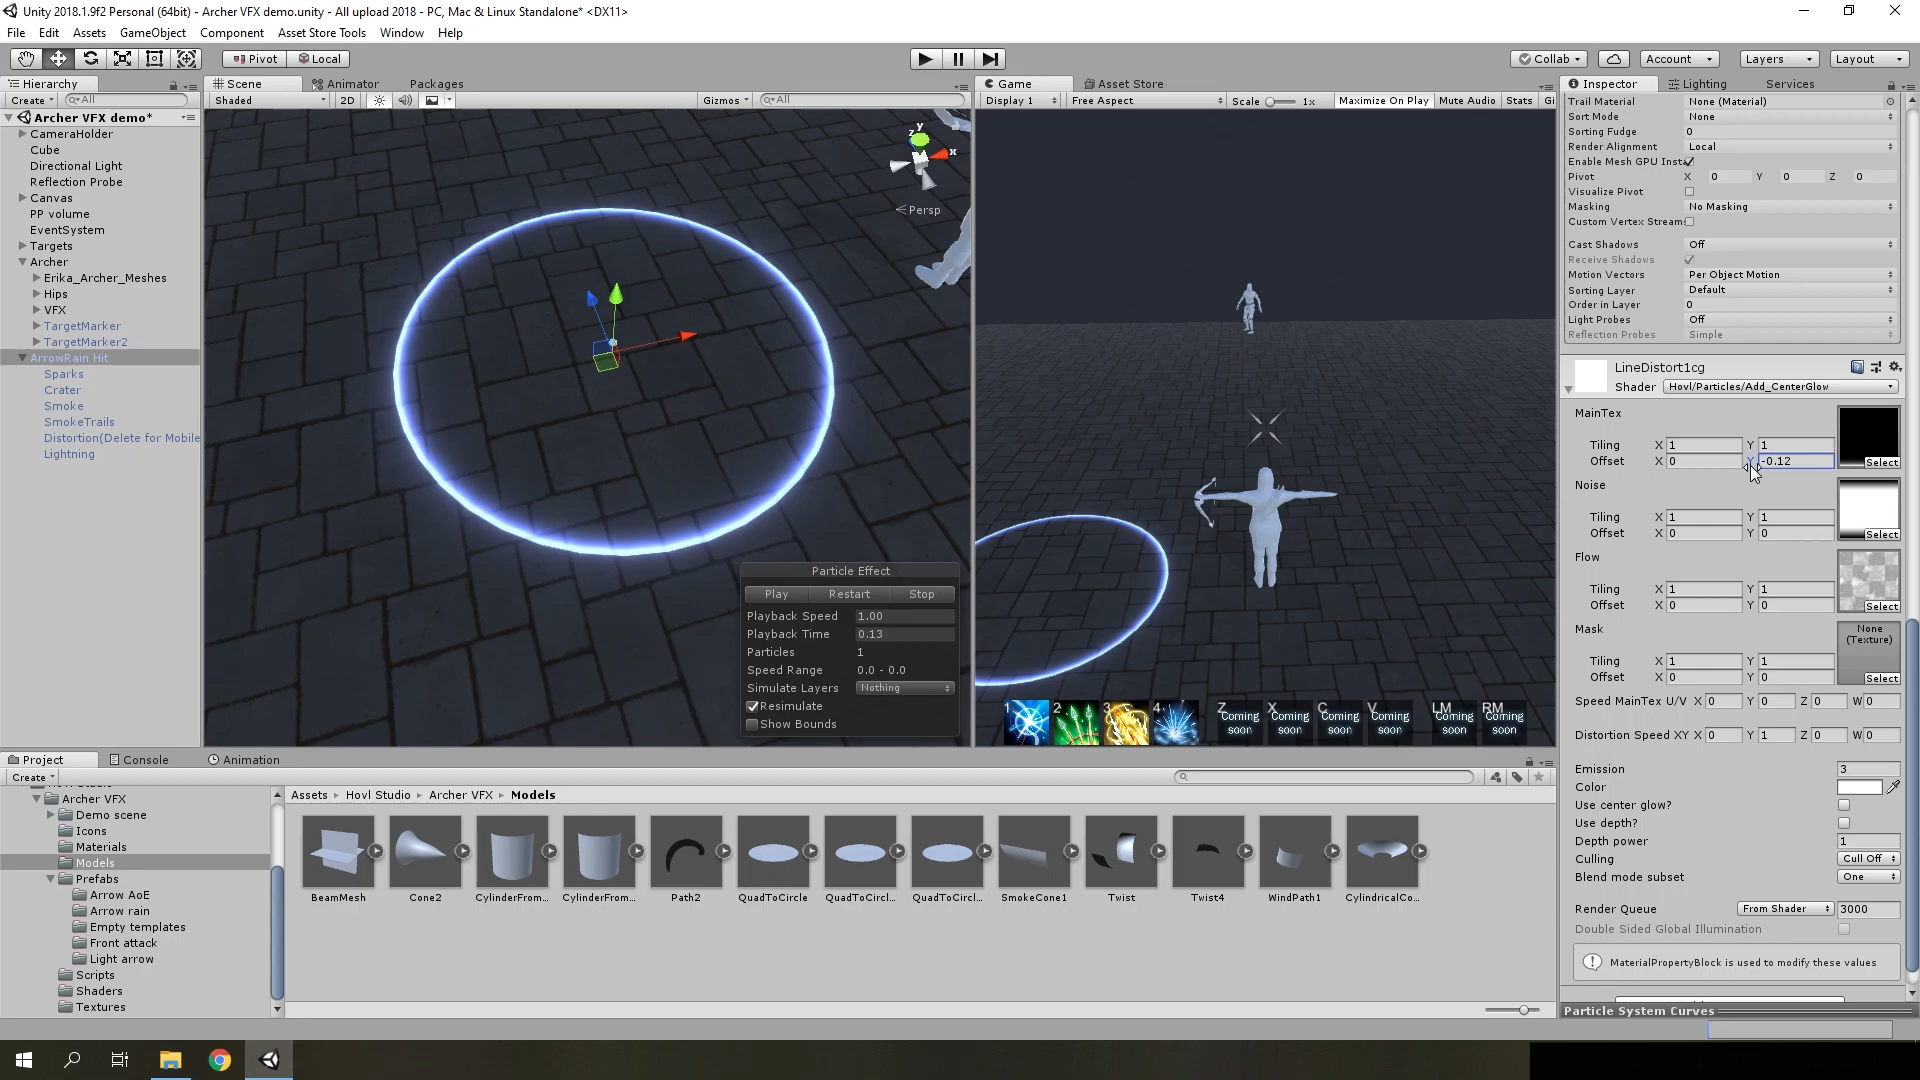 Unity 2018.1.9f2 Personal (64bit) - Archer VFX demo.unity - All upload 2018 - PC, Mac & Linux Standalone* <DX11>
File Edit Assets GameObject Component Asset Store Tools Window Help
Pivot Local Collab Account Layers Layout
Hierarchy
Create All
Archer VFX demo*
CameraHolder
Cube
Directional Light
Reflection Probe
Canvas
PP volume
EventSystem
Targets
Archer
Erika_Archer_Meshes
Hips
VFX
TargetMarker
TargetMarker2
ArrowRain Hit
Sparks
Crater
Smoke
SmokeTrails
Distortion(Delete for Mobile
Lightning
Scene Animator Packages
Shaded 2D Gizmos All
y
z
x
Persp
Particle Effect
Play Restart Stop
Playback Speed 1.00
Playback Time 0.13
Particles 1
Speed Range 0.0 - 0.0
Simulate Layers Nothing
Resimulate
Show Bounds
Game Asset Store
Display 1 Free Aspect Scale 1x Maximize On Play Mute Audio Stats Gi
1 2 3 4 Z X C V LM RM
Coming soon Coming soon Coming soon Coming soon Coming soon Coming soon
Inspector Lighting Services
Trail Material None (Material)
Sort Mode None
Sorting Fudge 0
Render Alignment Local
Enable Mesh GPU Insta
Pivot X 0 Y 0 Z 0
Visualize Pivot
Masking No Masking
Custom Vertex Stream
Cast Shadows Off
Receive Shadows
Motion Vectors Per Object Motion
Sorting Layer Default
Order in Layer 0
Light Probes Off
Reflection Probes Simple
LineDistort1cg
Shader Hovl/Particles/Add_CenterGlow
MainTex
Tiling X 1 Y 1
Offset X 0 Y -0.12 Select
Noise
Tiling X 1 Y 1
Offset X 0 Y 0 Select
Flow
Tiling X 1 Y 1
Offset X 0 Y 0 Select
Mask None (Texture)
Tiling X 1 Y 1
Offset X 0 Y 0 Select
Speed MainTex U/V X 0 Y 0 Z 0 W 0
Distortion Speed XY X 0 Y 1 Z 0 W 0
Emission 3
Color
Use center glow?
Use depth?
Depth power 1
Culling Cull Off
Blend mode subset One
Render Queue From Shader 3000
Double Sided Global Illumination
MaterialPropertyBlock is used to modify these values
Particle System Curves
Project Console Animation
Create
Archer VFX
Demo scene
Icons
Materials
Models
Prefabs
Arrow AoE
Arrow rain
Empty templates
Front attack
Light arrow
Scripts
Shaders
Textures
Assets Hovl Studio Archer VFX Models
BeamMesh Cone2 CylinderFrom... CylinderFrom... Path2 QuadToCircle QuadToCircl... QuadToCircl... SmokeCone1 Twist Twist4 WindPath1 CylindricalCo...